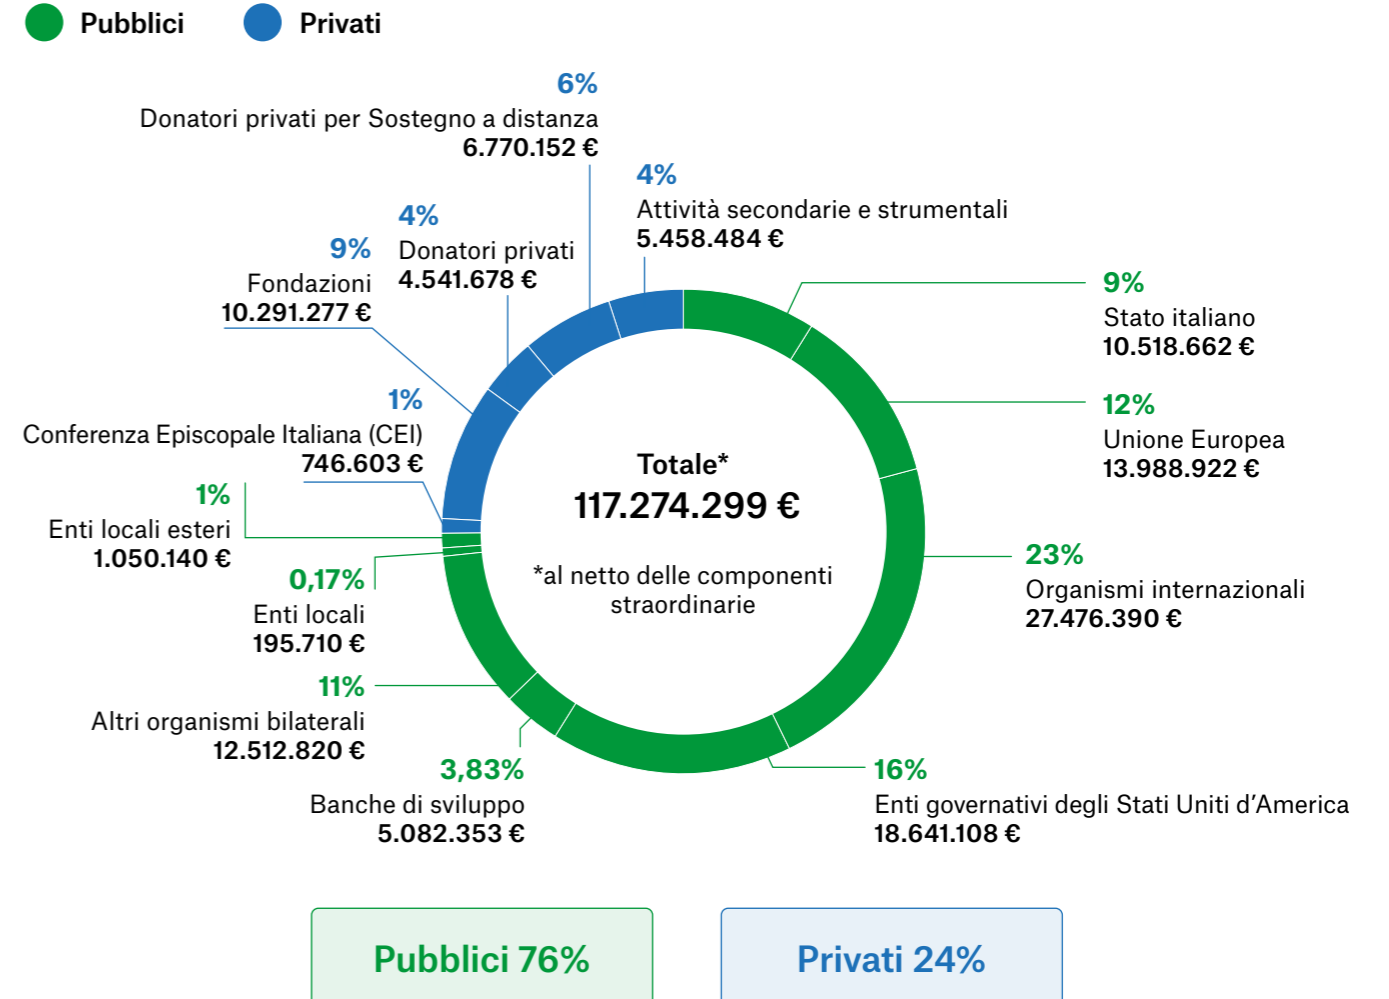 Pubblici
Privati
6%
Donatori privati per Sostegno a distanza
6.770.152 €
4%
Attività secondarie e strumentali
5.458.484 €
4%
Donatori privati
4.541.678 €
9%
Fondazioni
10.291.277 €
9%
Stato italiano
10.518.662 €
1%
Conferenza Episcopale Italiana (CEI)
746.603 €
12%
Unione Europea
13.988.922 €
Totale*
117.274.299 €
*al netto delle componenti
straordinarie
1%
Enti locali esteri
1.050.140 €
23%
Organismi internazionali
27.476.390 €
0,17%
Enti locali
195.710 €
11%
Altri organismi bilaterali
12.512.820 €
3,83%
Banche di sviluppo
5.082.353 €
16%
Enti governativi degli Stati Uniti d’America
18.641.108 €
Pubblici 76%
Privati 24%